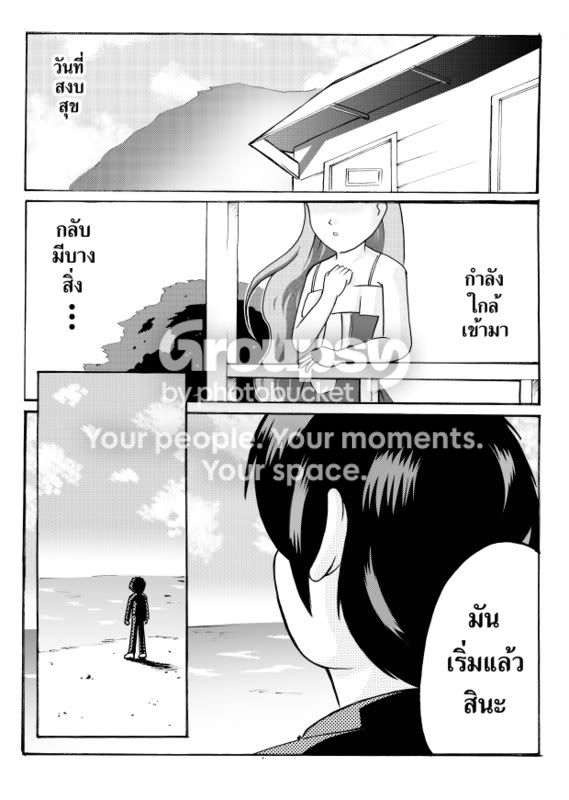 วันที่
สงบ
สุข
กลับ
มีบาง
สิ่ง
...
กำลัง
ใกล้
เข้ามา
Groupsy
by photobucket
Your people. Your moments.
Your space.
มัน
เริ่มแล้ว
สินะ